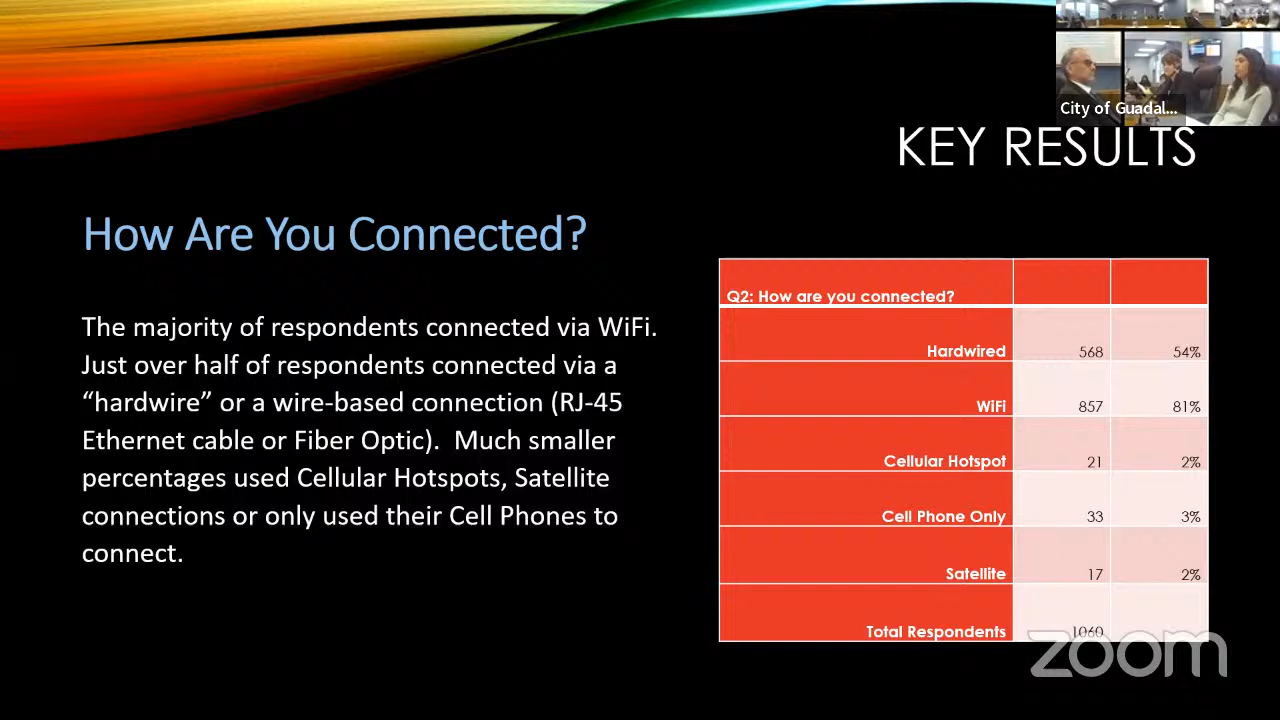 City of Guadal...
KEY RESULTS
How Are You Connected?
The majority of respondents connected via WiFi.
Just over half of respondents connected via a
“hardwire” or a wire-based connection (RJ-45
Ethernet cable or Fiber Optic).  Much smaller
percentages used Cellular Hotspots, Satellite
connections or only used their Cell Phones to
connect.
Q2: How are you connected?
Hardwired 568 54%
WiFi 857 81%
Cellular Hotspot 21 2%
Cell Phone Only 33 3%
Satellite 17 2%
Total Respondents 1060
zoom